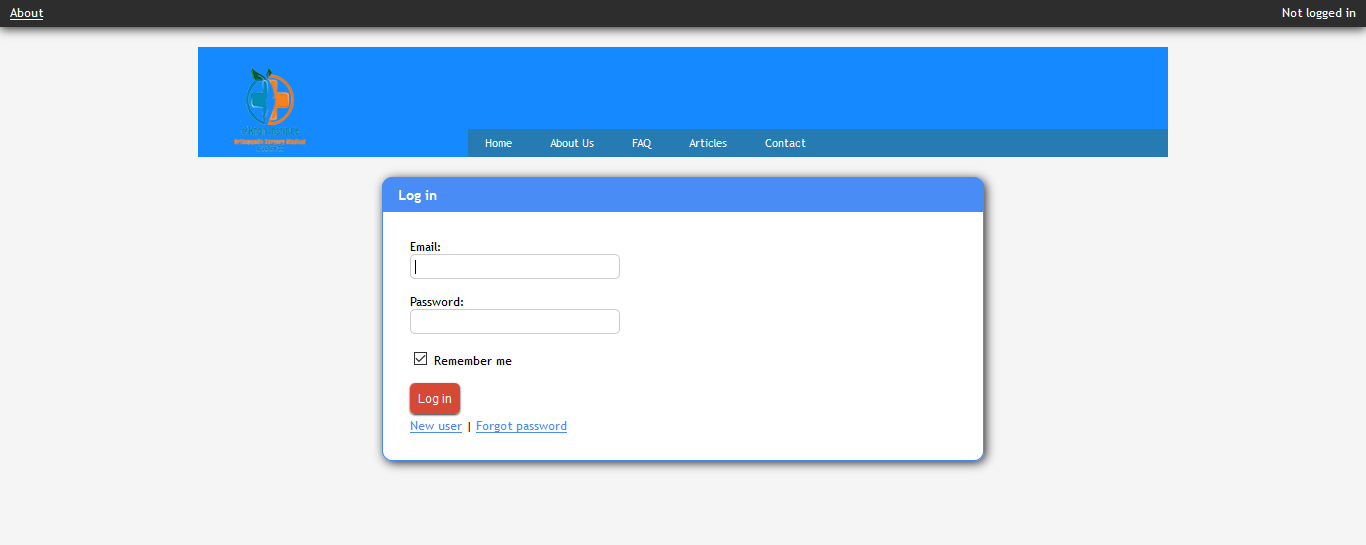 About
Not logged in
Home
About Us
FAQ
Articles
Contact
Log in
Email:
Password:
Remember me
Log in
New user | Forgot password